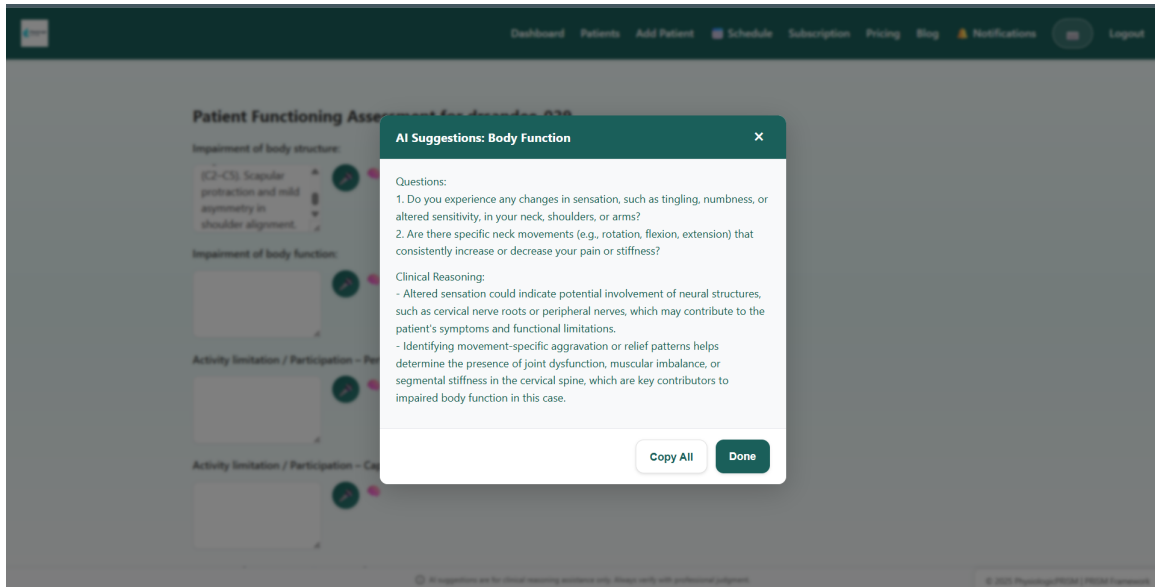 Dashboard Patients Add Patient Schedule Subscription Pricing Blog Notifications Logout
Patient Functioning Assessment for
Impairment of body structure:
(C2-C5). Scapular
protraction and mild
asymmetry in
shoulder alignment.
Impairment of body function:
Activity limitation / Participation –
Activity limitation / Participation –
AI Suggestions: Body Function
Questions:
1. Do you experience any changes in sensation, such as tingling, numbness, or
altered sensitivity, in your neck, shoulders, or arms?
2. Are there specific neck movements (e.g., rotation, flexion, extension) that
consistently increase or decrease your pain or stiffness?
Clinical Reasoning:
- Altered sensation could indicate potential involvement of neural structures,
such as cervical nerve roots or peripheral nerves, which may contribute to the
patient's symptoms and functional limitations.
- Identifying movement-specific aggravation or relief patterns helps
determine the presence of joint dysfunction, muscular imbalance, or
segmental stiffness in the cervical spine, which are key contributors to
impaired body function in this case.
Copy All Done
AI suggestions are for clinical reasoning assistance only. Always verify with professional judgment.
© 2025 PhysiologicPRISM | PRISM Framework